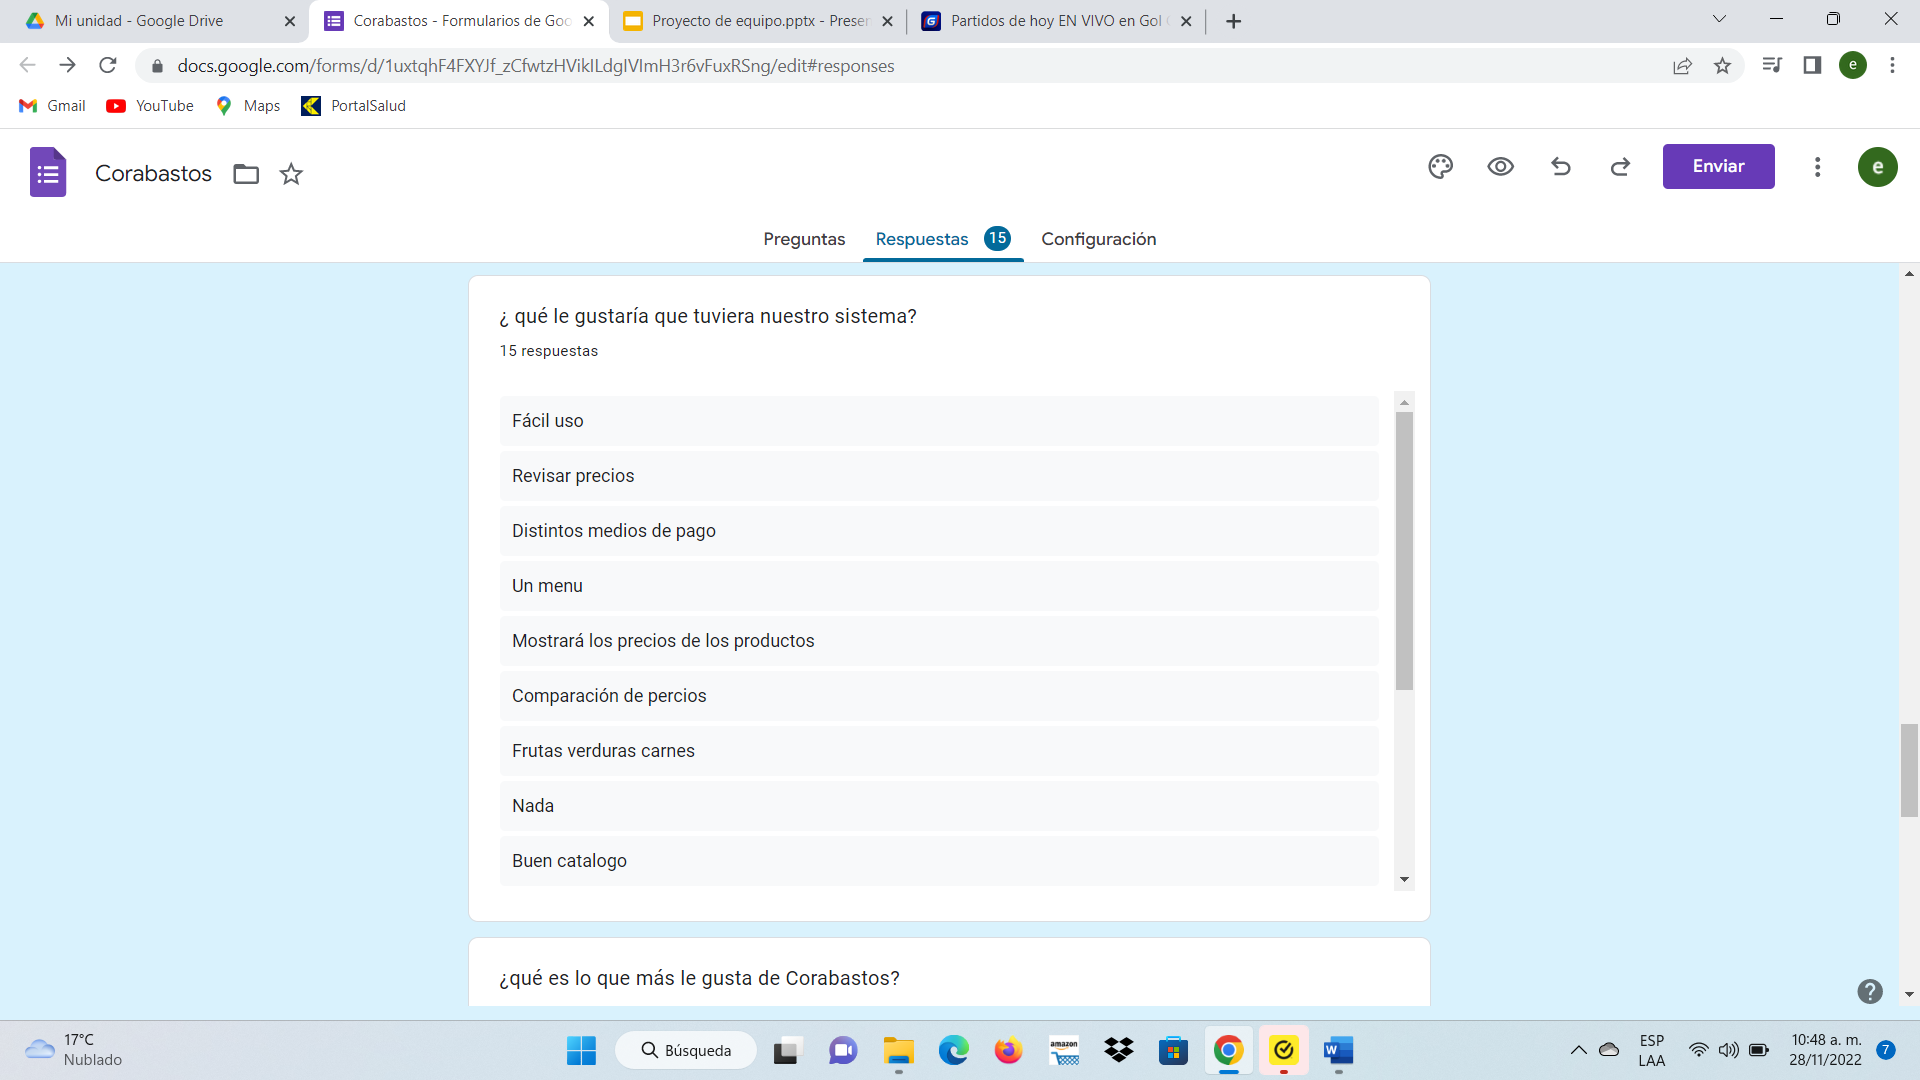 Mi unidad - Google Drive
Corabastos - Formularios de Goo
Proyecto de equipo.pptx - Presen
Partidos de hoy EN VIVO en Gol
docs.google.com/forms/d/1uxtqhF4FXYJf_zCfwtzHVikILdgIVImH3r6vFuxRSng/edit#responses
e
Gmail
YouTube
Maps
PortalSalud
Corabastos
Enviar
e
Preguntas
Respuestas 15
Configuración
¿ qué le gustaría que tuviera nuestro sistema?
15 respuestas
Fácil uso
Revisar precios
Distintos medios de pago
Un menu
Mostrará los precios de los productos
Comparación de percios
Frutas verduras carnes
Nada
Buen catalogo
¿qué es lo que más le gusta de Corabastos?
17°C
Nublado
Búsqueda
amazon
ESP
LAA
10:48 a. m.
28/11/2022
7